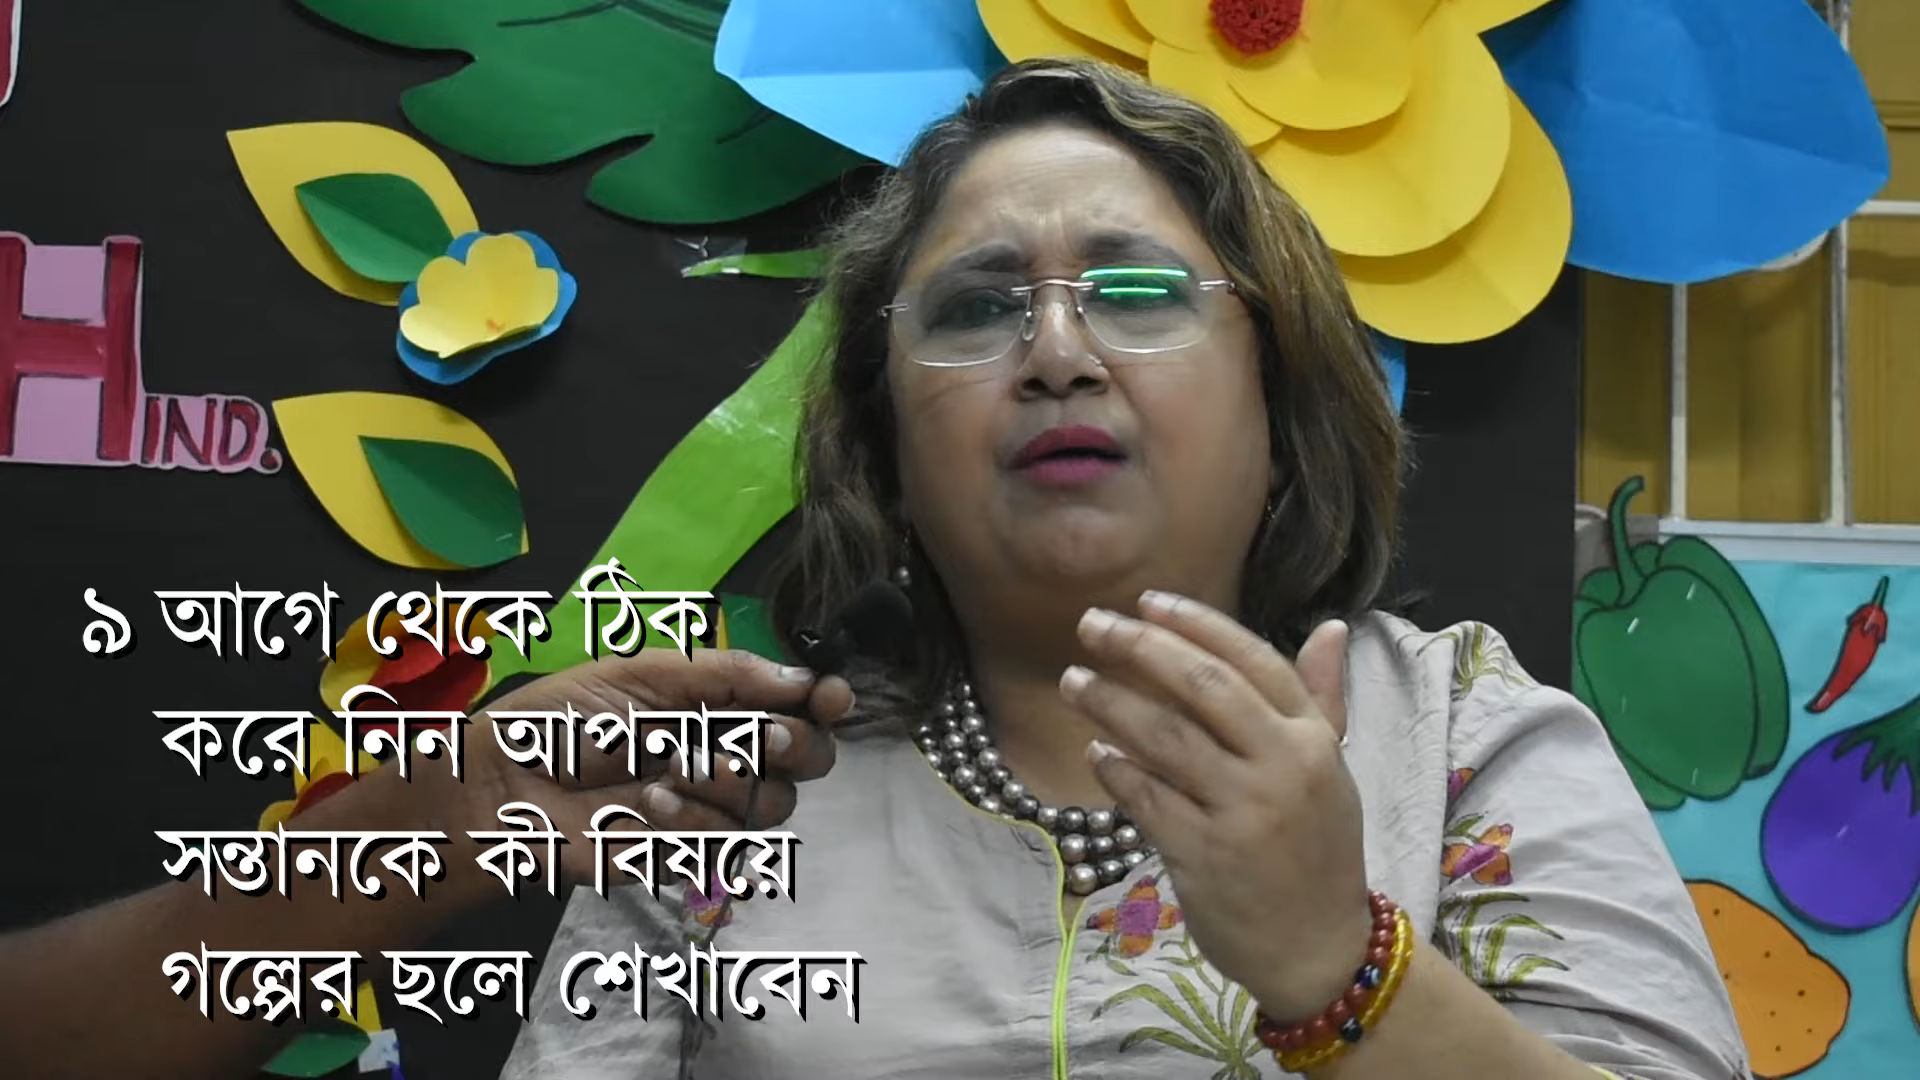 HIND.
৯ আগে থেকে ঠিক
করে নিন আপনার
সন্তানকে কী বিষয়ে
গল্পের ছলে শেখাবেন